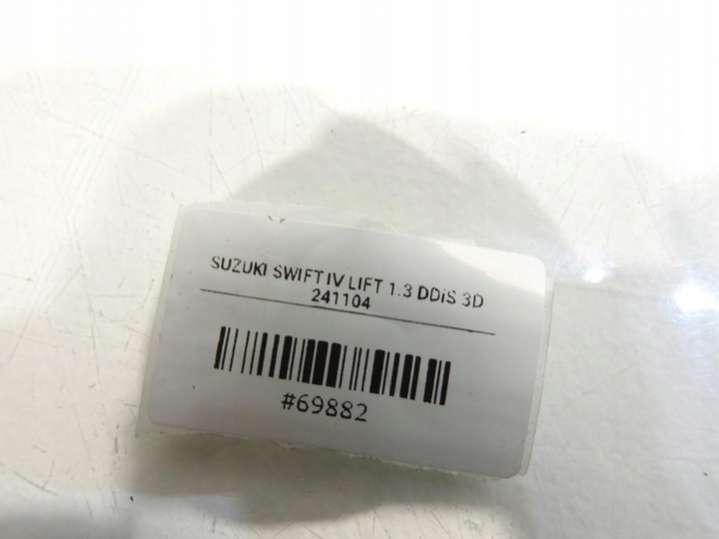 SUZUKI SWIFT IV LIFT 1.3 DDiS 3D
241104
#69882